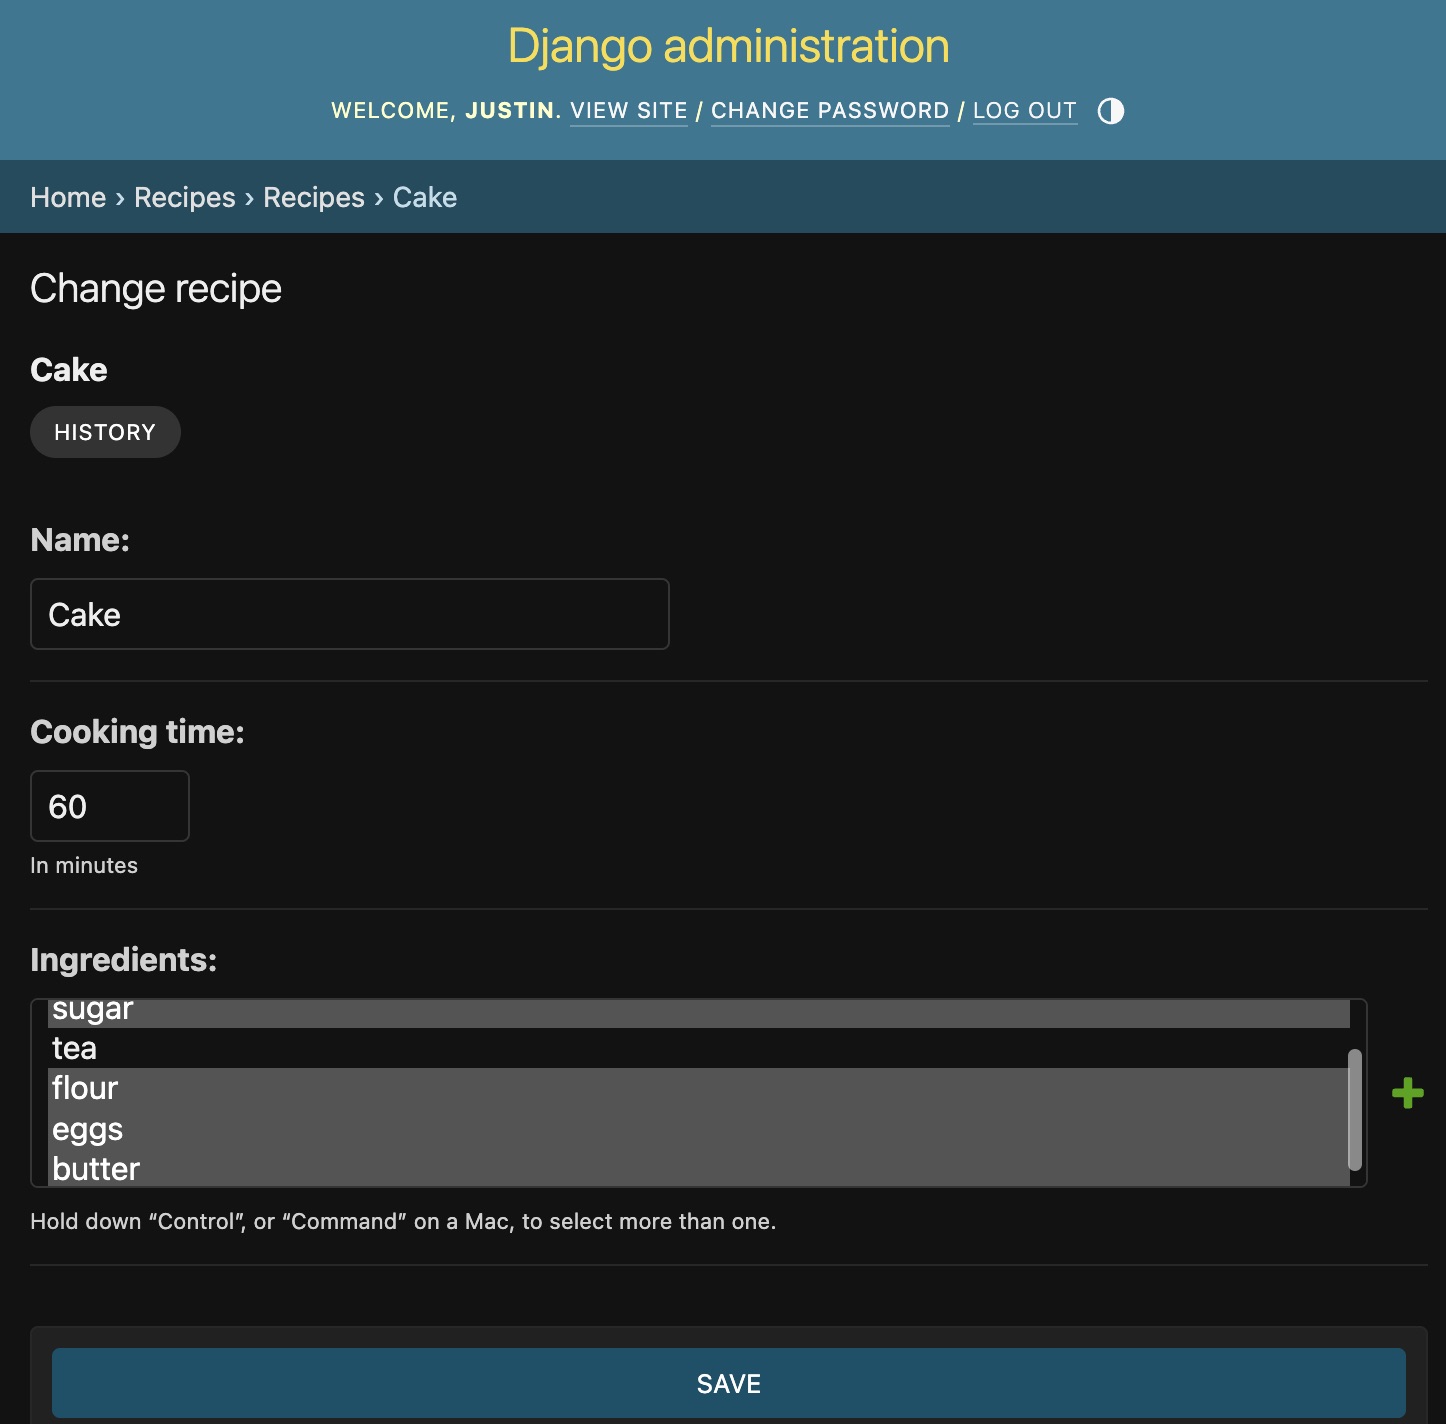 Django administration
WELCOME, JUSTIN. VIEW SITE / CHANGE PASSWORD / LOG OUT
Home › Recipes › Recipes › Cake
Change recipe
Cake
HISTORY
Name:
Cake
Cooking time:
60
In minutes
Ingredients:
sugar
tea
flour
eggs
butter
Hold down “Control”, or “Command” on a Mac, to select more than one.
SAVE